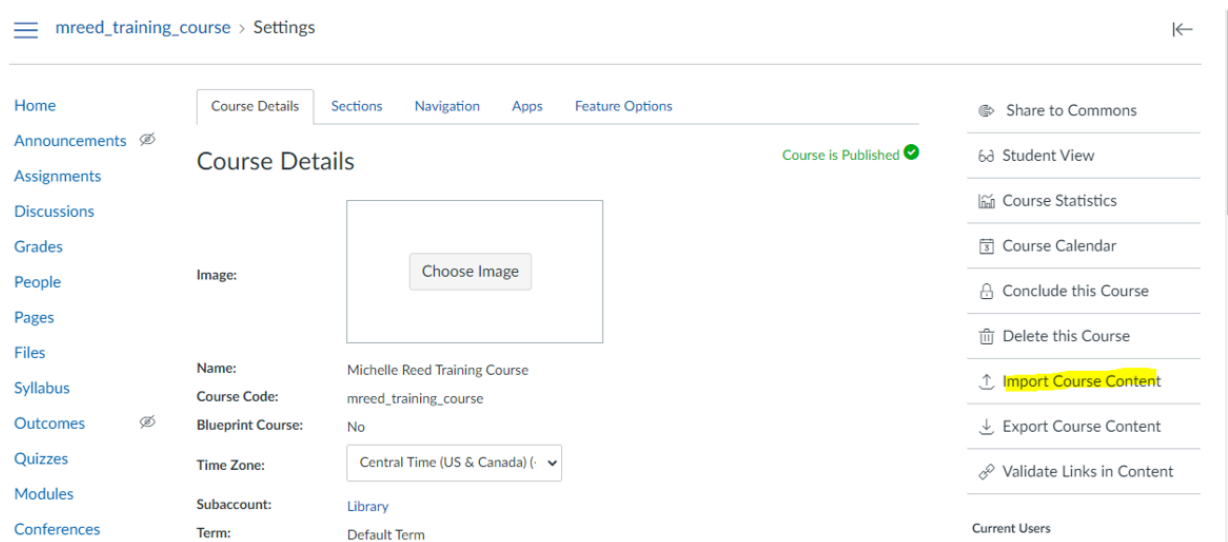 mreed_training_course > Settings
Home
Announcements
Assignments
Discussions
Grades
People
Pages
Files
Syllabus
Outcomes
Quizzes
Modules
Conferences
Course Details Sections Navigation Apps Feature Options
Course Details
Course is Published
Image:
Choose Image
Name: Michelle Reed Training Course
Course Code: mreed_training_course
Blueprint Course: No
Time Zone: Central Time (US & Canada) (-
Subaccount: Library
Term: Default Term
Share to Commons
Student View
Course Statistics
Course Calendar
Conclude this Course
Delete this Course
Import Course Content
Export Course Content
Validate Links in Content
Current Users